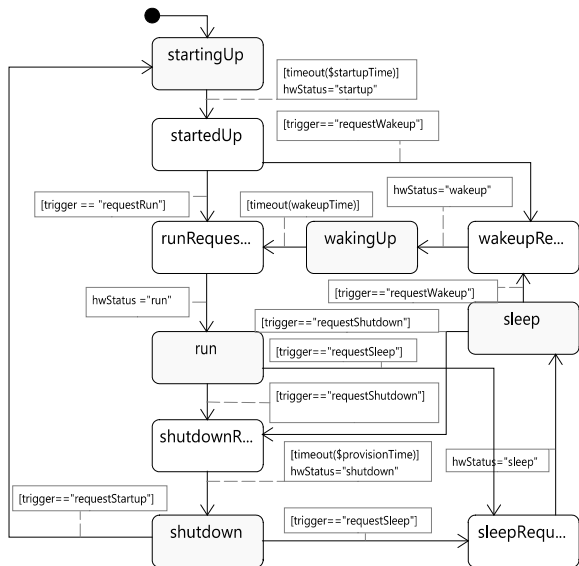 startingUp
[timeout($startupTime)]
hwStatus="startup"
startedUp
[trigger=="requestWakeup"]
[trigger == "requestRun"]
[timeout(wakeupTime)]
hwStatus="wakeup"
runReques...
wakingUp
wakeupRe...
hwStatus ="run"
[trigger=="requestWakeup"]
[trigger=="requestShutdown"]
sleep
run
[trigger=="requestSleep"]
[trigger=="requestShutdown"]
shutdownR...
[timeout($provisionTime)]
hwStatus="shutdown"
hwStatus="sleep"
[trigger=="requestStartup"]
shutdown
[trigger=="requestSleep"]
sleepRequ...